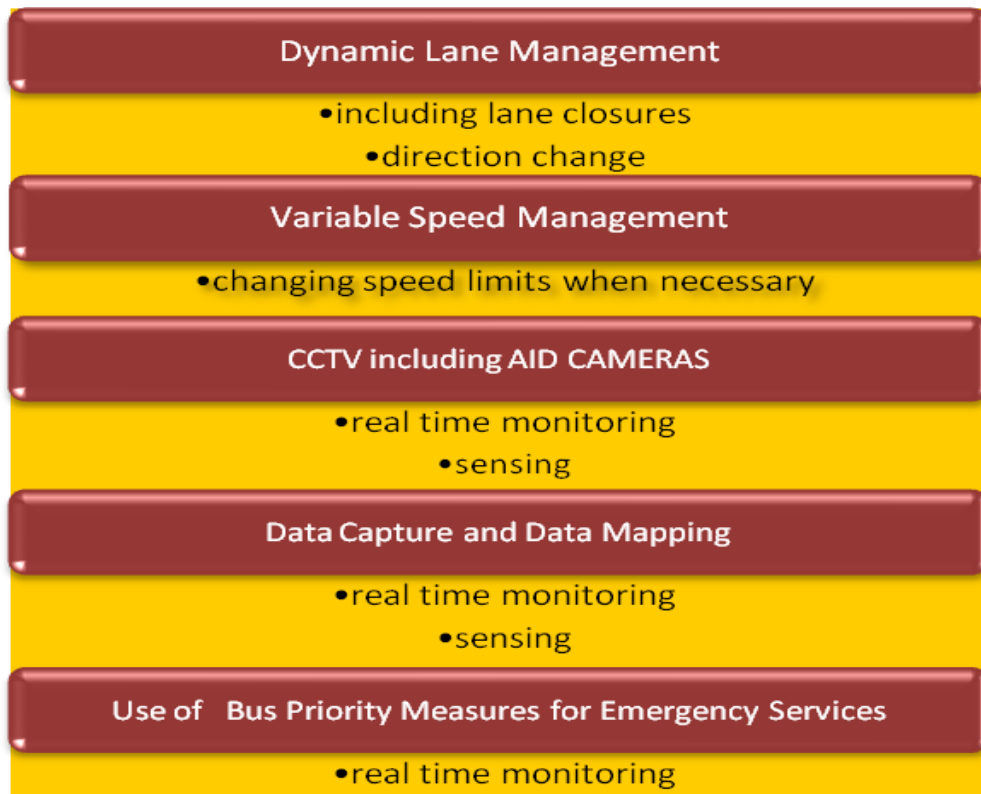 Dynamic Lane Management
•including lane closures
•direction change
Variable Speed Management
•changing speed limits when necessary
CCTV including AID CAMERAS
•real time monitoring
•sensing
Data Capture and Data Mapping
•real time monitoring
•sensing
Use of Bus Priority Measures for Emergency Services
•real time monitoring